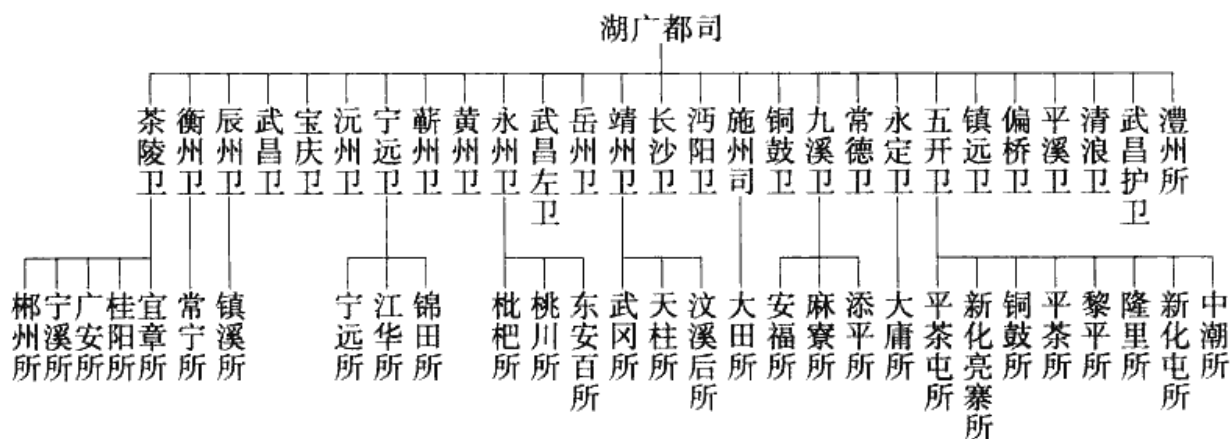 湖广都司
茶陵卫
衡州卫
辰州卫
武昌卫
宝庆卫
沅州卫
宁远卫
蕲州卫
黄州卫
永州卫
武昌左卫
岳州卫
靖州卫
长沙卫
沔阳卫
施州司
铜鼓卫
九溪卫
常德卫
永定卫
五开卫
镇远卫
偏桥卫
平溪卫
清浪卫
武昌护卫
澧州所
郴州所
宁溪所
广安所
桂阳所
宜章所
常宁所
镇溪所
宁远所
江华所
锦田所
枇杷所
桃川所
东安百所
武冈所
天柱所
汶溪后所
大田所
安福所
麻寮所
添平所
大庸所
平茶屯所
新化亮寨所
铜鼓所
平茶所
黎平所
隆里所
新化屯所
中潮所